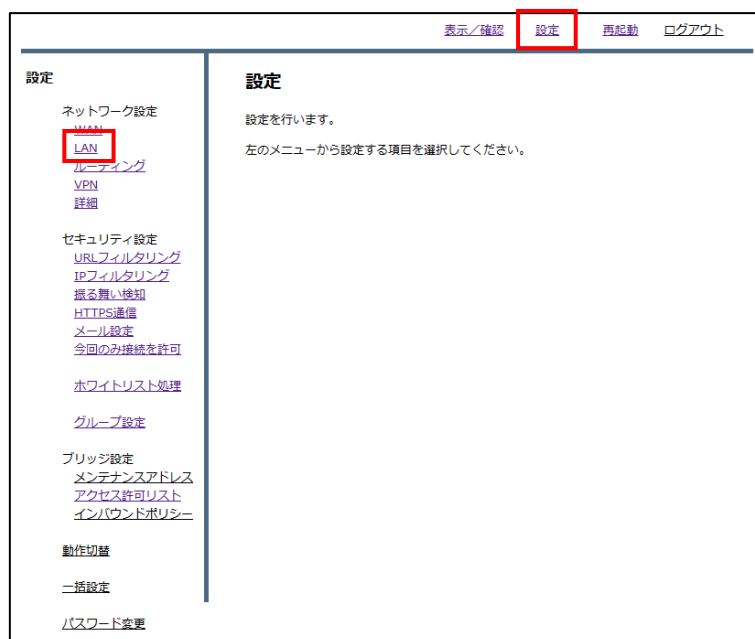 表示／確認 設定 再起動 ログアウト
設定
ネットワーク設定
WAN
LAN
ルーティング
VPN
詳細
セキュリティ設定
URLフィルタリング
IPフィルタリング
振る舞い検知
HTTPS通信
メール設定
今回のみ接続を許可
ホワイトリスト処理
グループ設定
ブリッジ設定
メンテナンスアドレス
アクセス許可リスト
インバウンドポリシー
動作切替
一括設定
パスワード変更
設定
設定を行います。
左のメニューから設定する項目を選択してください。